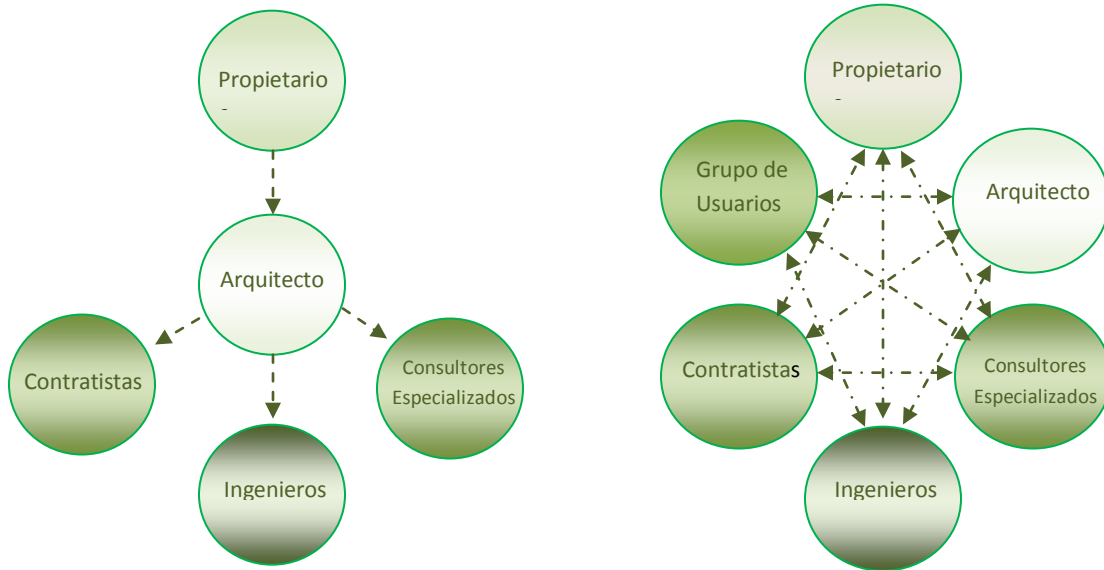 Propietario
-
Arquitecto
Contratistas
Consultores
Especializados
Ingenieros
Propietario
-
Grupo de
Usuarios
Arquitecto
Contratistas
Consultores
Especializados
Ingenieros